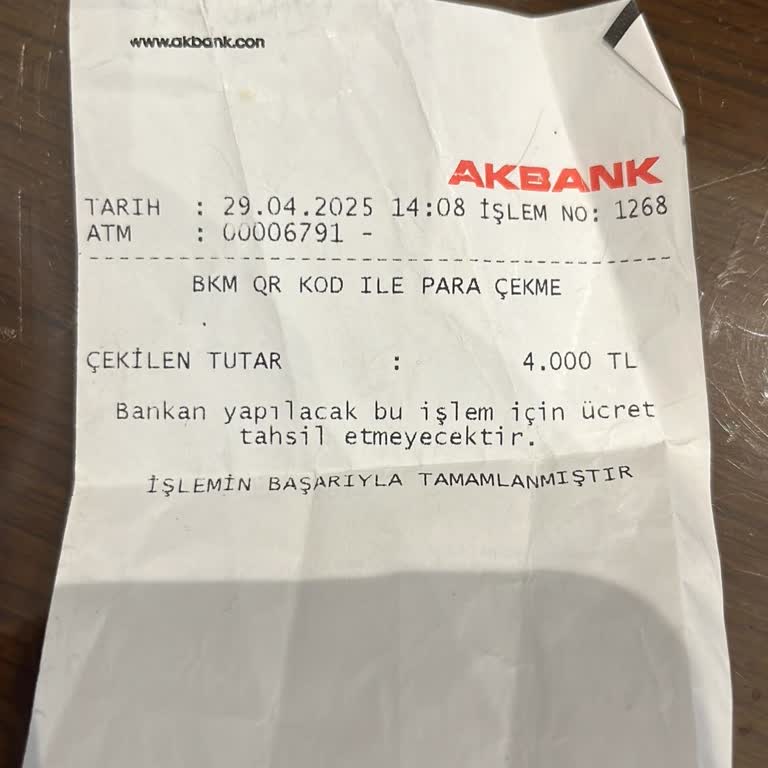 www.akbank.con
AKBANK
TARIH : 29.04.2025 14:08 İŞLEM NO: 1268
ATM : 00006791 -
BKM QR KOD ILE PARA ÇEKME
ÇEKİLEN TUTAR : 4.000 TL
Bankan yapılacak bu işlem için ücret
tahsil etmeyecektir.
İŞLEMİN BAŞARIYLA TAMAMLANMIŞTIR